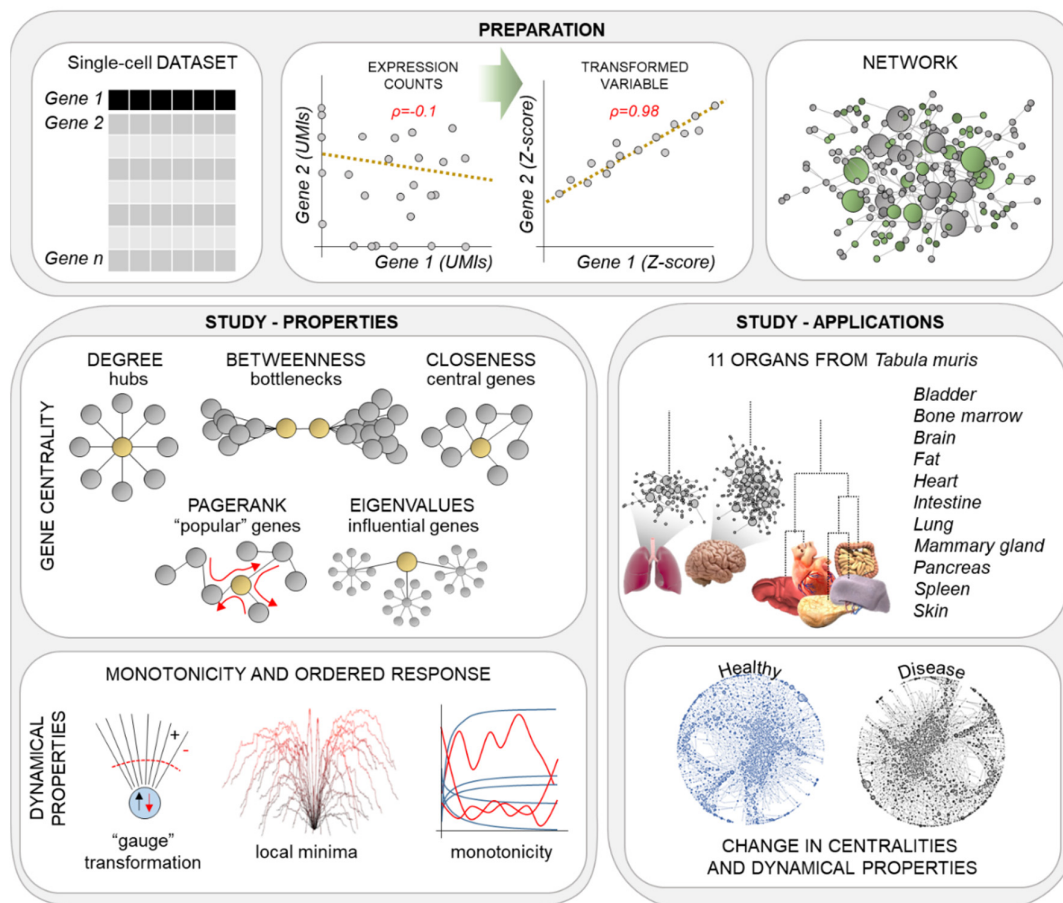 PREPARATION
Single-cell DATASET
Gene 1
Gene 2
Gene n
EXPRESSION
COUNTS
ρ=-0.1
Gene 2 (UMIs)
Gene 1 (UMIs)
TRANSFORMED
VARIABLE
ρ=0.98
Gene 2 (Z-score)
Gene 1 (Z-score)
NETWORK
STUDY - PROPERTIES
GENE CENTRALITY
DEGREE
hubs
BETWEENNESS
bottlenecks
CLOSENESS
central genes
PAGERANK
"popular" genes
EIGENVALUES
influential genes
DYNAMICAL
PROPERTIES
MONOTONICITY AND ORDERED RESPONSE
+
-
"gauge"
transformation
local minima
monotonicity
STUDY - APPLICATIONS
11 ORGANS FROM Tabula muris
Bladder
Bone marrow
Brain
Fat
Heart
Intestine
Lung
Mammary gland
Pancreas
Spleen
Skin
Healthy
Disease
CHANGE IN CENTRALITIES
AND DYNAMICAL PROPERTIES